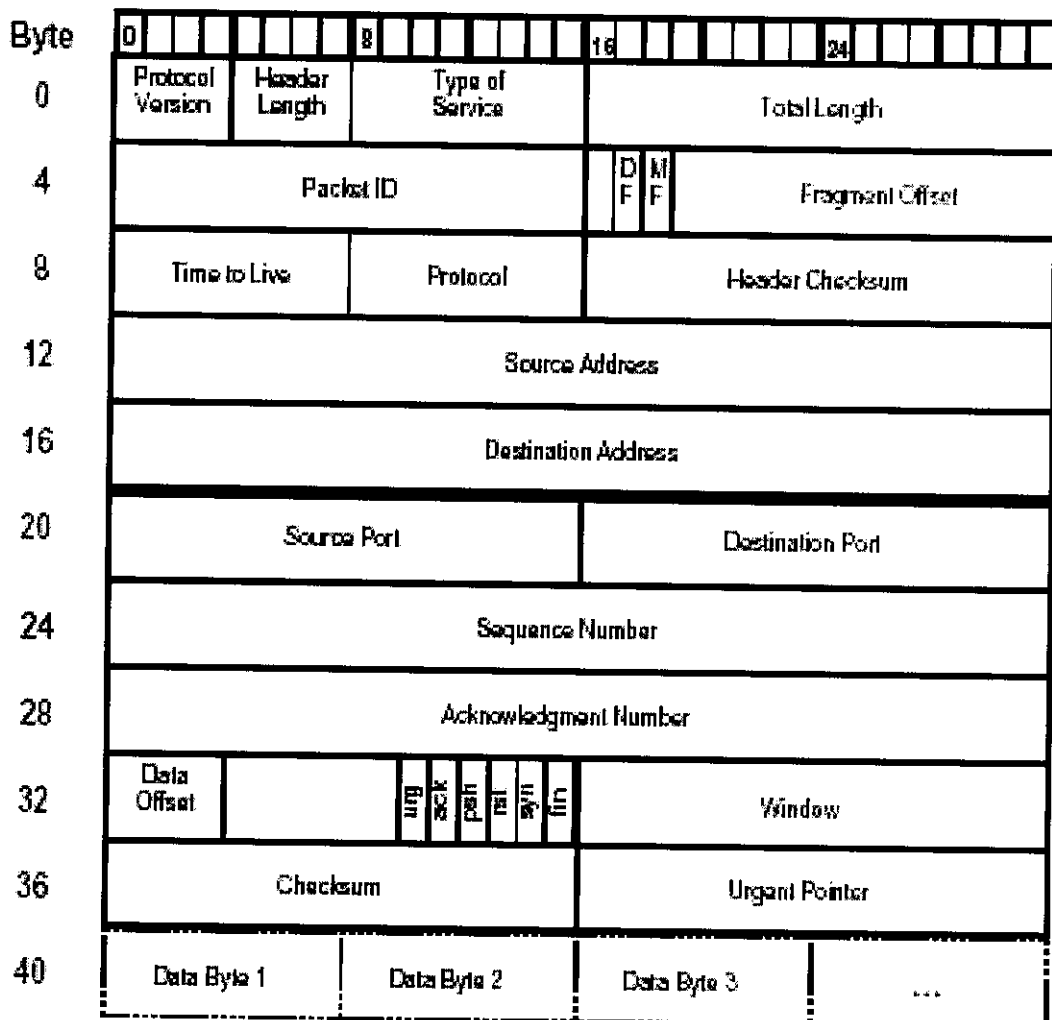 Byte 0 8 16 24
0 Protocol Version Header Length Type of Service Total Length
4 Packet ID DF MF Fragment Offset
8 Time to Live Protocol Header Checksum
12 Source Address
16 Destination Address
20 Source Port Destination Port
24 Sequence Number
28 Acknowledgment Number
32 Data Offset urg ack psh rst syn fin Window
36 Checksum Urgent Pointer
40 Data Byte 1 Data Byte 2 Data Byte 3 ...